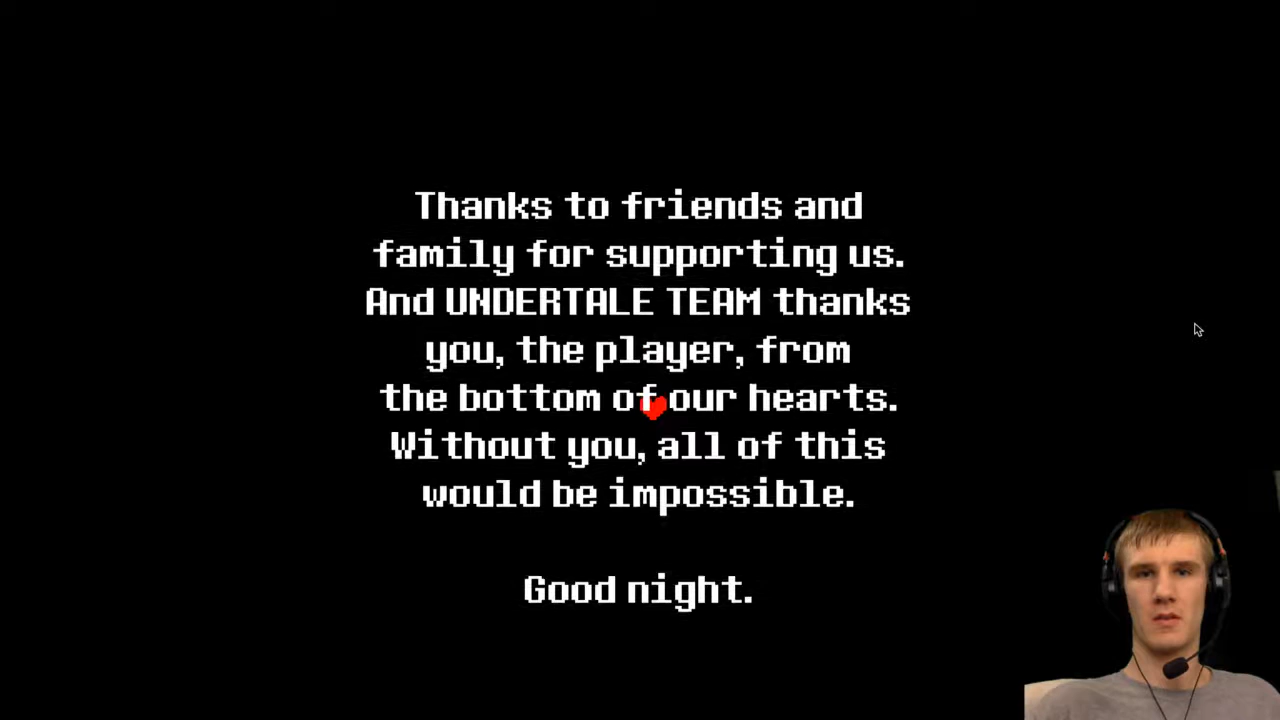 Thanks to friends and
family for supporting us.
And UNDERTALE TEAM thanks
you, the player, from
the bottom of our hearts.
Without you, all of this
would be impossible.
Good night.